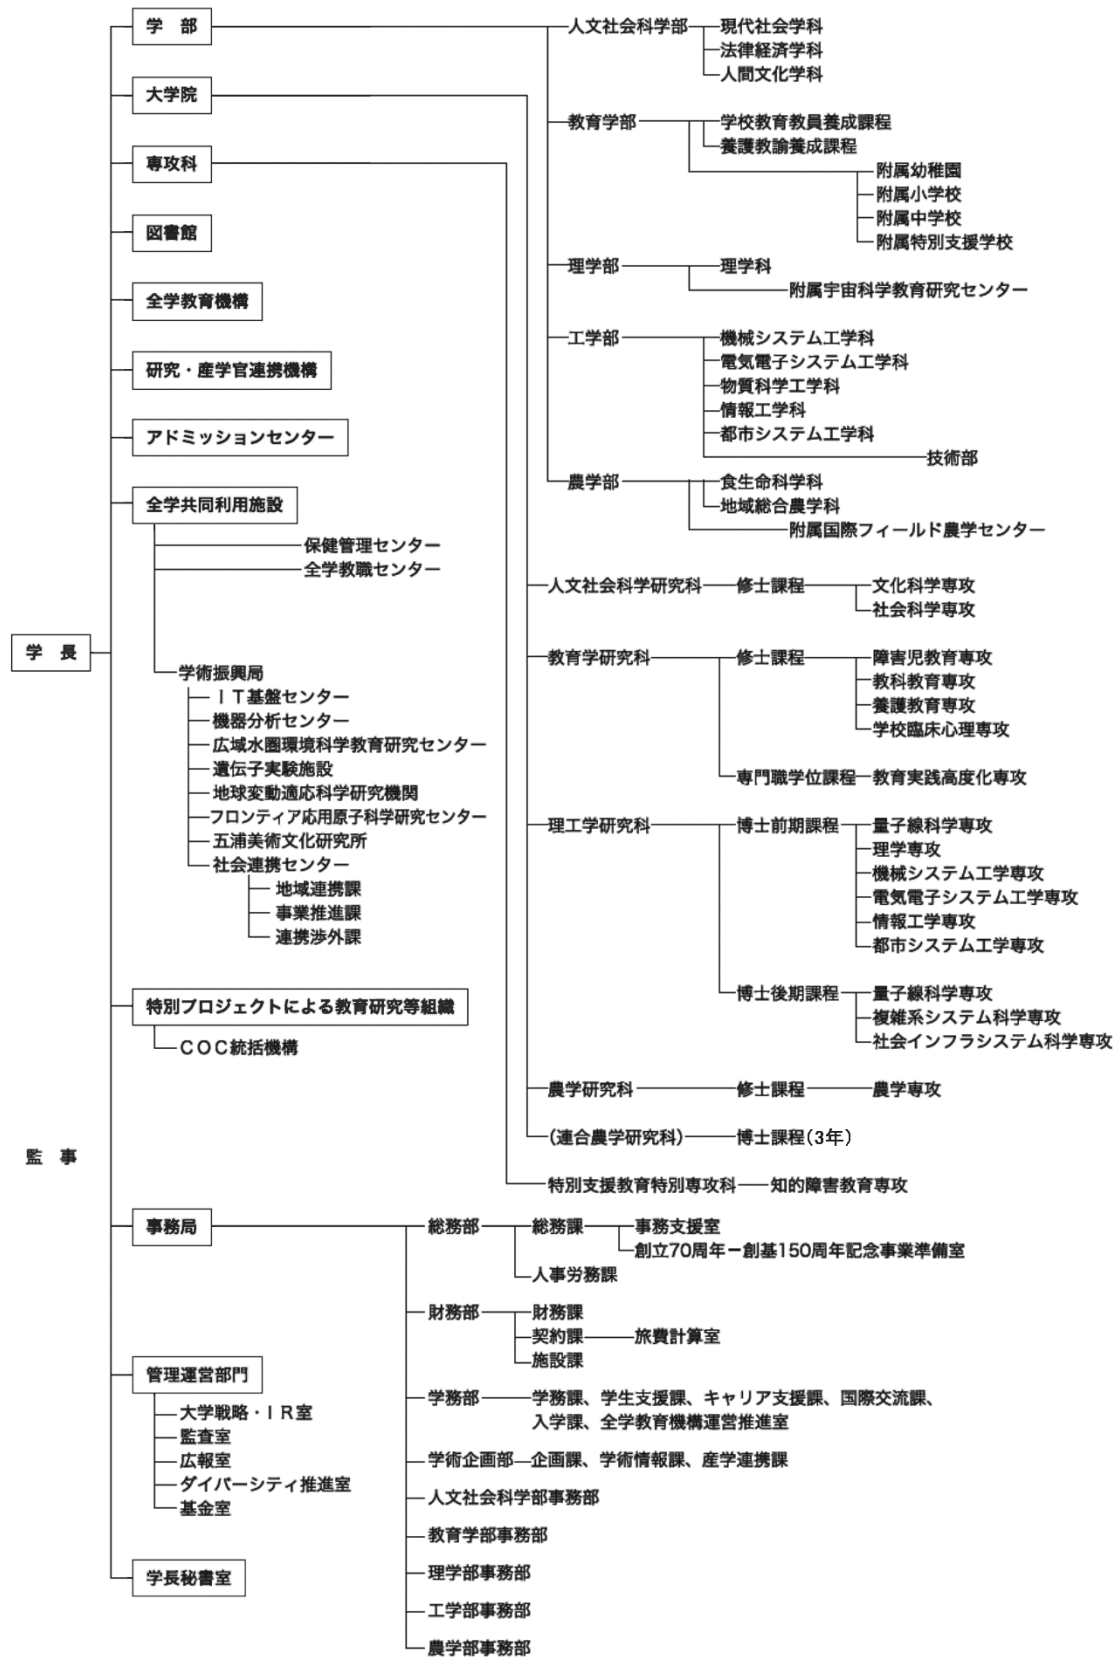 学　部
人文社会科学部
現代社会学科
法律経済学科
人間文化学科
教育学部
学校教育教員養成課程
養護教諭養成課程
附属幼稚園
附属小学校
附属中学校
附属特別支援学校
理学部
理学科
附属宇宙科学教育研究センター
工学部
機械システム工学科
電気電子システム工学科
物質科学工学科
情報工学科
都市システム工学科
技術部
農学部
食生命科学科
地域総合農学科
附属国際フィールド農学センター
大学院
人文社会科学研究科
修士課程
文化科学専攻
社会科学専攻
教育学研究科
修士課程
障害児教育専攻
教科教育専攻
養護教育専攻
学校臨床心理専攻
専門職学位課程
教育実践高度化専攻
理工学研究科
博士前期課程
量子線科学専攻
理学専攻
機械システム工学専攻
電気電子システム工学専攻
情報工学専攻
都市システム工学専攻
博士後期課程
量子線科学専攻
複雑系システム科学専攻
社会インフラシステム科学専攻
農学研究科
修士課程
農学専攻
（連合農学研究科）
博士課程（3年）
専攻科
特別支援教育特別専攻科
知的障害教育専攻
図書館
全学教育機構
研究・産学官連携機構
アドミッションセンター
全学共同利用施設
保健管理センター
全学教職センター
学術振興局
ＩＴ基盤センター
機器分析センター
広域水圏環境科学教育研究センター
遺伝子実験施設
地球変動適応科学研究機関
フロンティア応用原子科学研究センター
五浦美術文化研究所
社会連携センター
地域連携課
事業推進課
連携渉外課
学　長
特別プロジェクトによる教育研究等組織
ＣＯＣ統括機構
監　事
事務局
総務部
総務課
事務支援室
創立70周年－創基150周年記念事業準備室
人事労務課
財務部
財務課
契約課
旅費計算室
施設課
学務部
学務課、学生支援課、キャリア支援課、国際交流課、
入学課、全学教育機構運営推進室
学術企画部
企画課、学術情報課、産学連携課
人文社会科学部事務部
教育学部事務部
理学部事務部
工学部事務部
農学部事務部
管理運営部門
大学戦略・ＩＲ室
監査室
広報室
ダイバーシティ推進室
基金室
学長秘書室